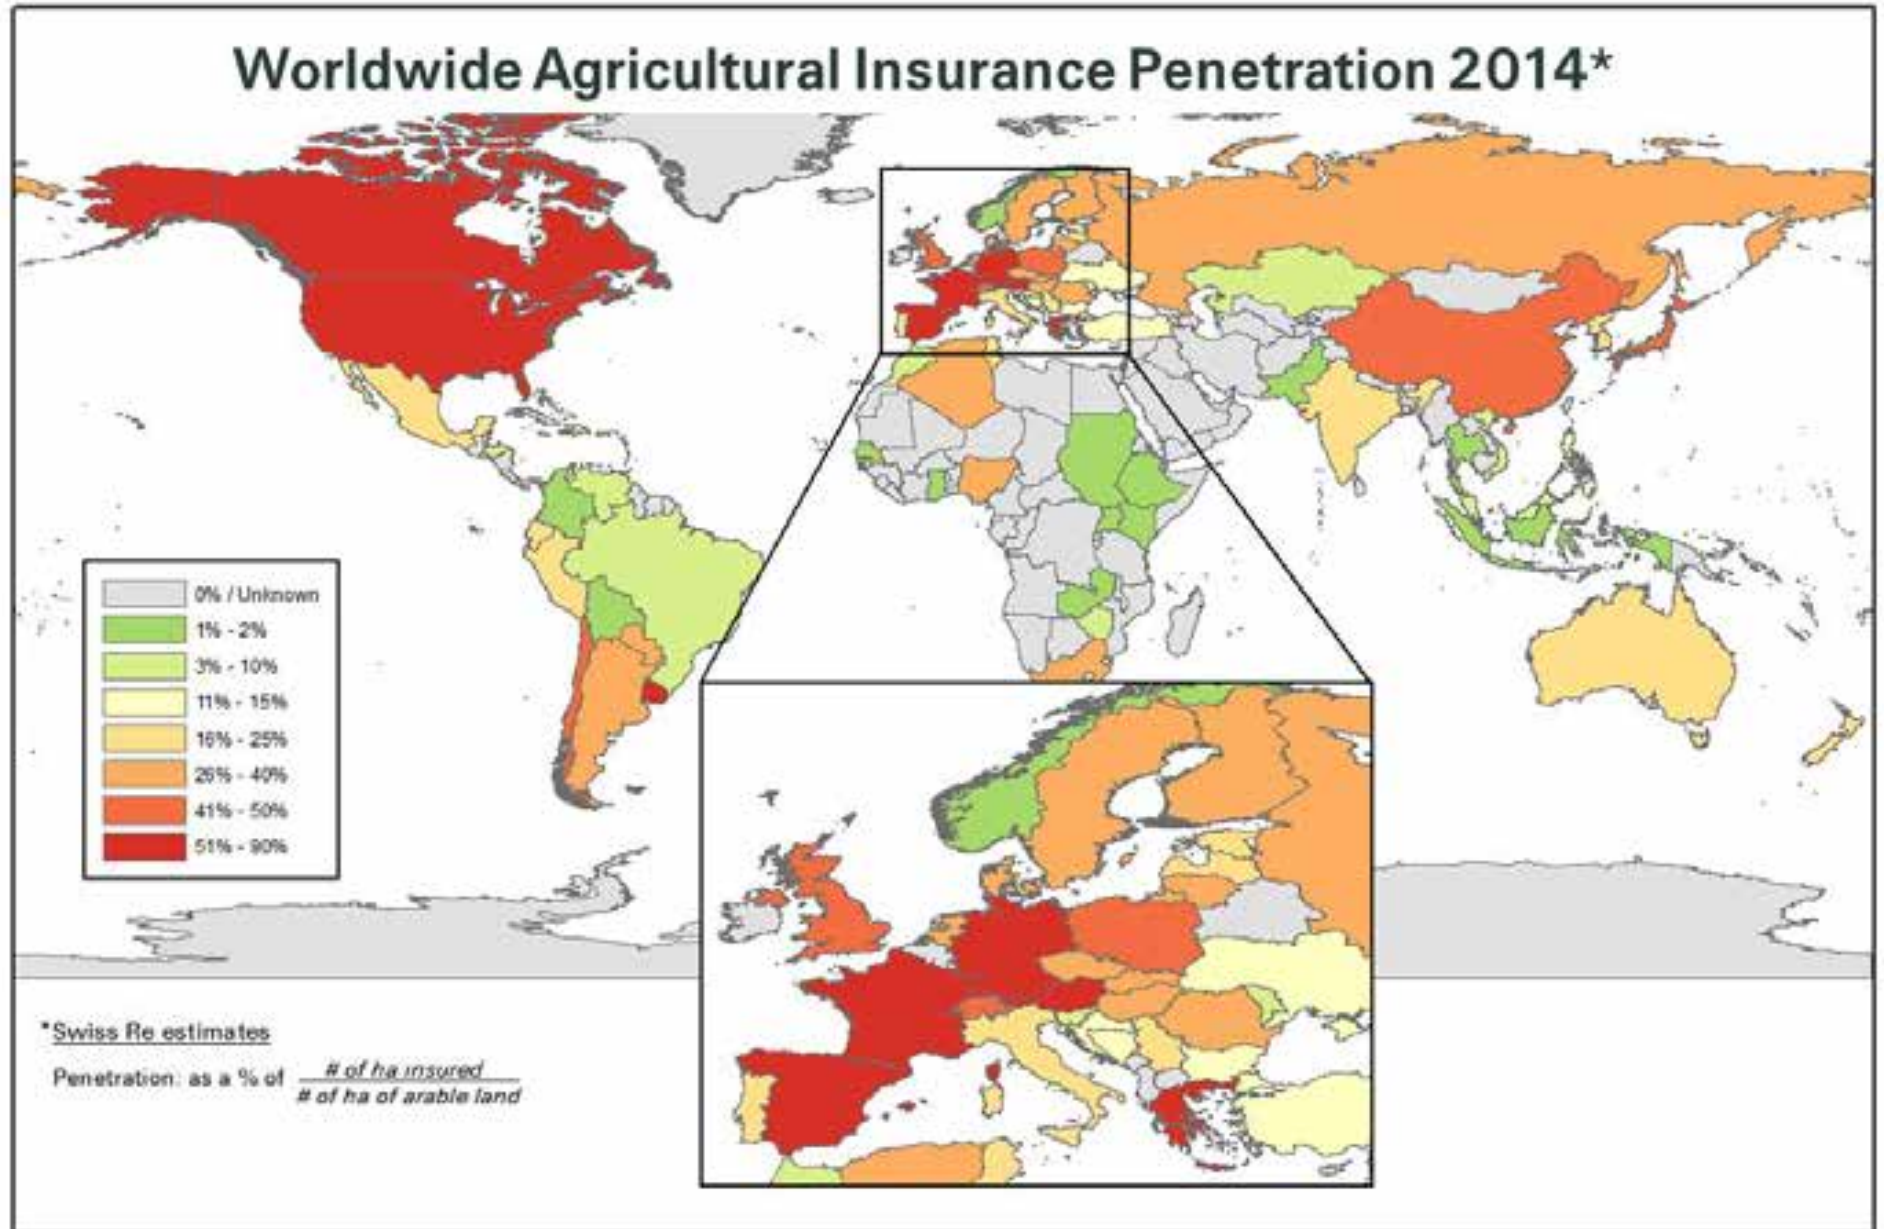 Worldwide Agricultural Insurance Penetration 2014*
0% / Unknown
1% - 2%
3% - 10%
11% - 15%
16% - 25%
26% - 40%
41% - 50%
51% - 90%
*Swiss Re estimates
Penetration: as a % of # of ha insured
# of ha of arable land